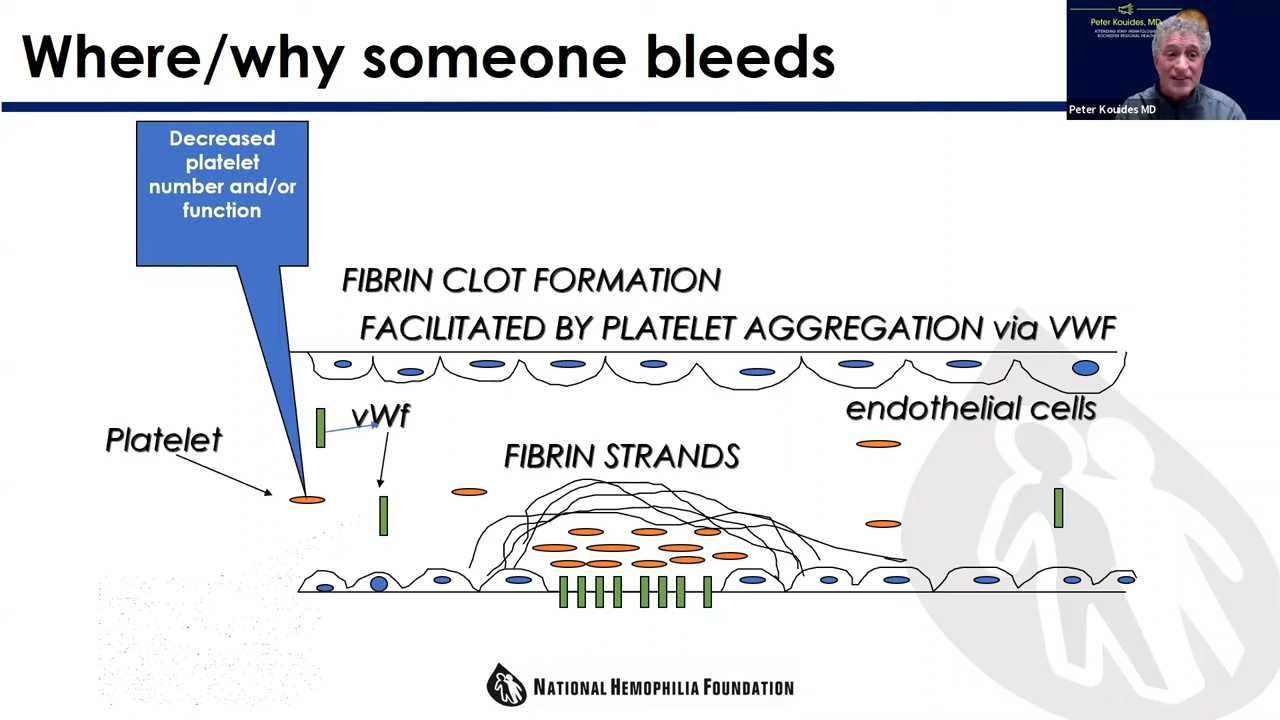 Where/why someone bleeds
Peter Kouides, MD
ATTENDING STAFF HEMATOLOGIST
ROCHESTER REGIONAL HEALTH
Peter Kouides MD
Decreased
platelet
number and/or
function
FIBRIN CLOT FORMATION
FACILITATED BY PLATELET AGGREGATION via VWF
vWf
endothelial cells
Platelet
FIBRIN STRANDS
NATIONAL HEMOPHILIA FOUNDATION